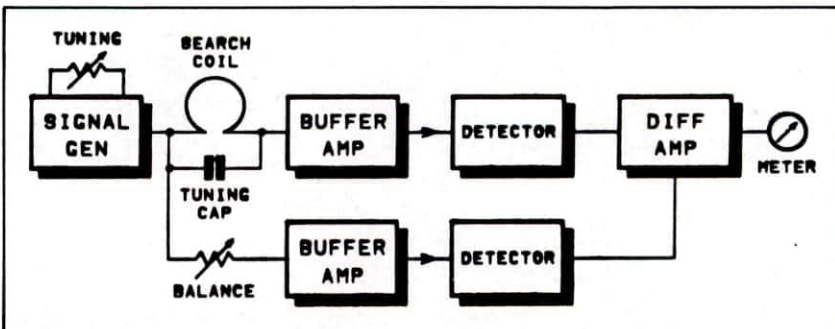 TUNING
SIGNAL
GEN
SEARCH
COIL
TUNING
CAP
BUFFER
AMP
DETECTOR
DIFF
AMP
METER
BALANCE
BUFFER
AMP
DETECTOR